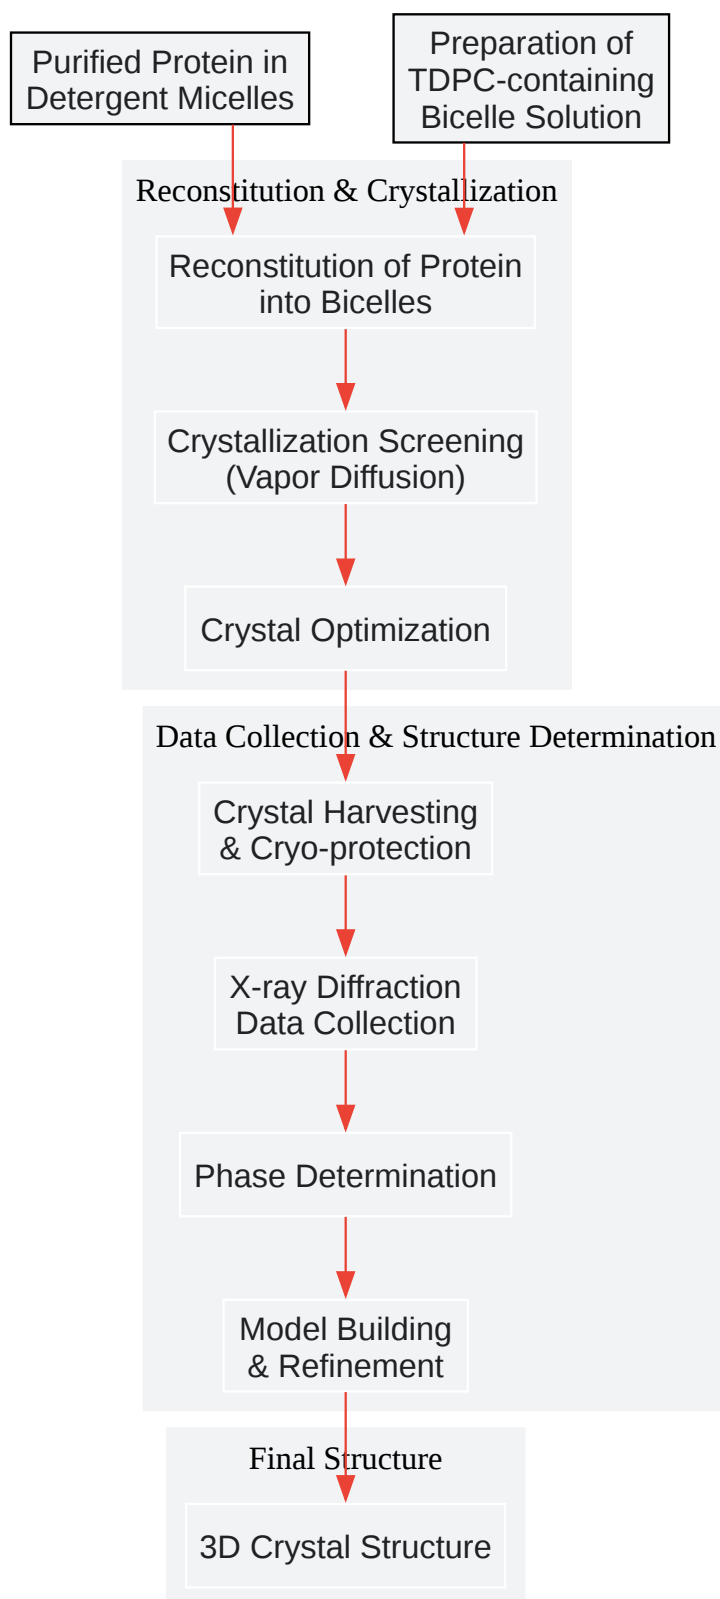 Purified Protein in
Detergent Micelles
Preparation of
TDPC-containing
Bicelle Solution
Reconstitution & Crystallization
Reconstitution of Protein
into Bicelles
Crystallization Screening
(Vapor Diffusion)
Crystal Optimization
Data Collection & Structure Determination
Crystal Harvesting
& Cryo-protection
X-ray Diffraction
Data Collection
Phase Determination
Model Building
& Refinement
Final Structure
3D Crystal Structure